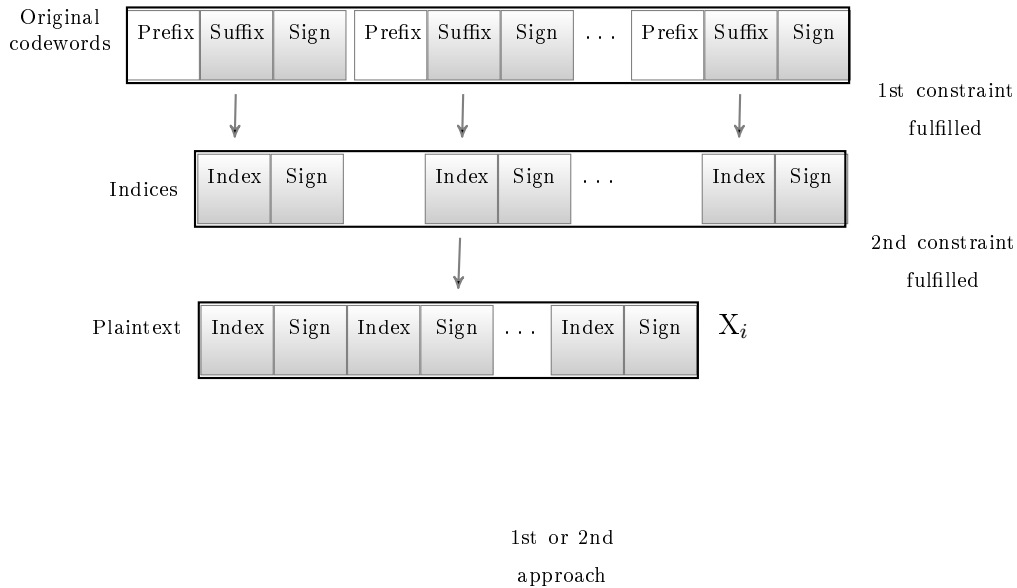 Original
codewords
Prefix Suffix Sign Prefix Suffix Sign ... Prefix Suffix Sign
1st constraint
fulfilled
Indices
Index Sign Index Sign ... Index Sign
2nd constraint
fulfilled
Plaintext
Index Sign Index Sign ... Index Sign
X_i
1st or 2nd
approach